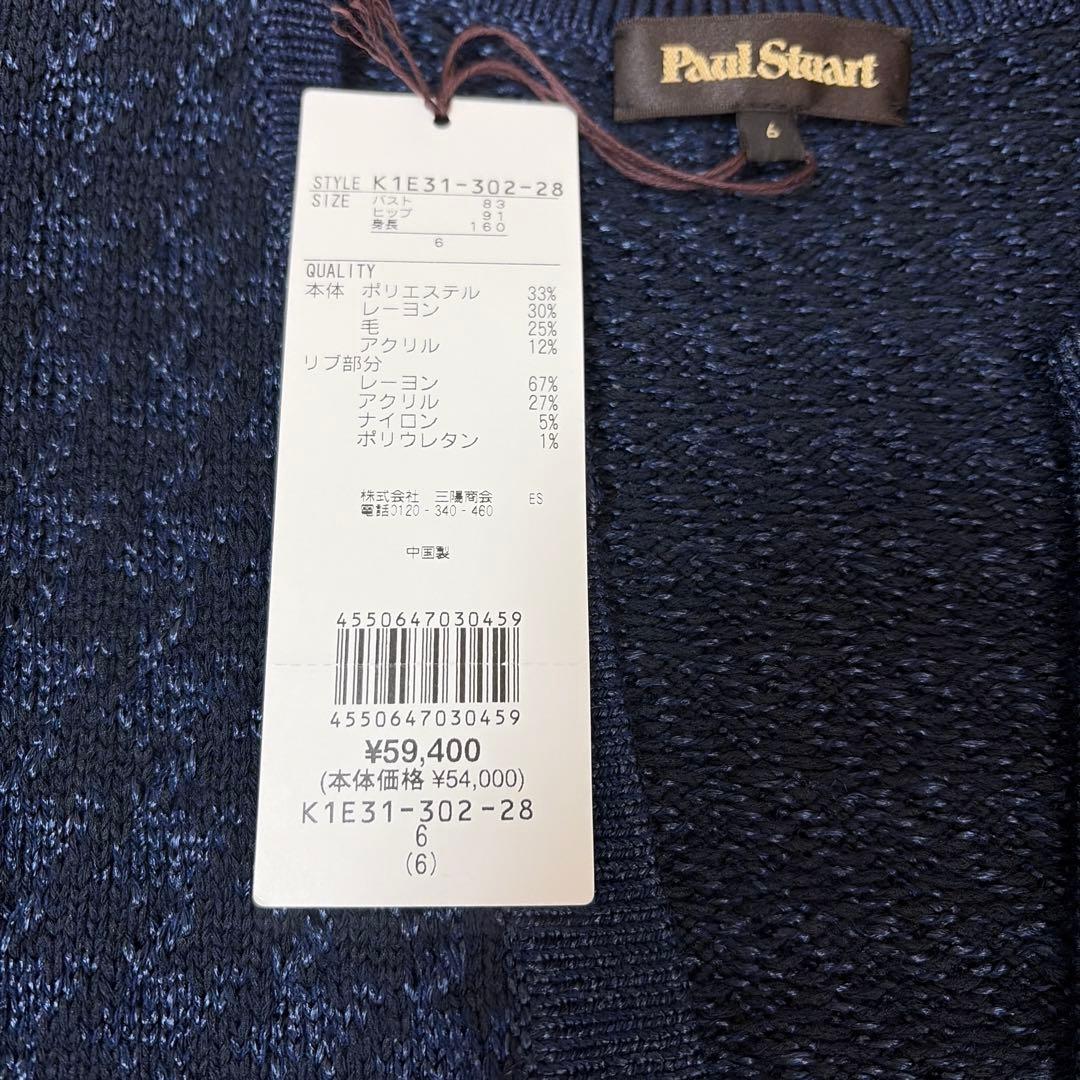 Paul Stuart
6
STYLE K1E31-302-28
SIZE バスト 83
ヒップ 91
身長 160
6
QUALITY
本体 ポリエステル 33%
レーヨン 30%
毛 25%
アクリル 12%
リブ部分
レーヨン 67%
アクリル 27%
ナイロン 5%
ポリウレタン 1%
株式会社 三陽商会 ES
電話0120-340-460
中国製
4550647030459
4550647030459
¥59,400
(本体価格 ¥54,000)
K1E31-302-28
6
(6)